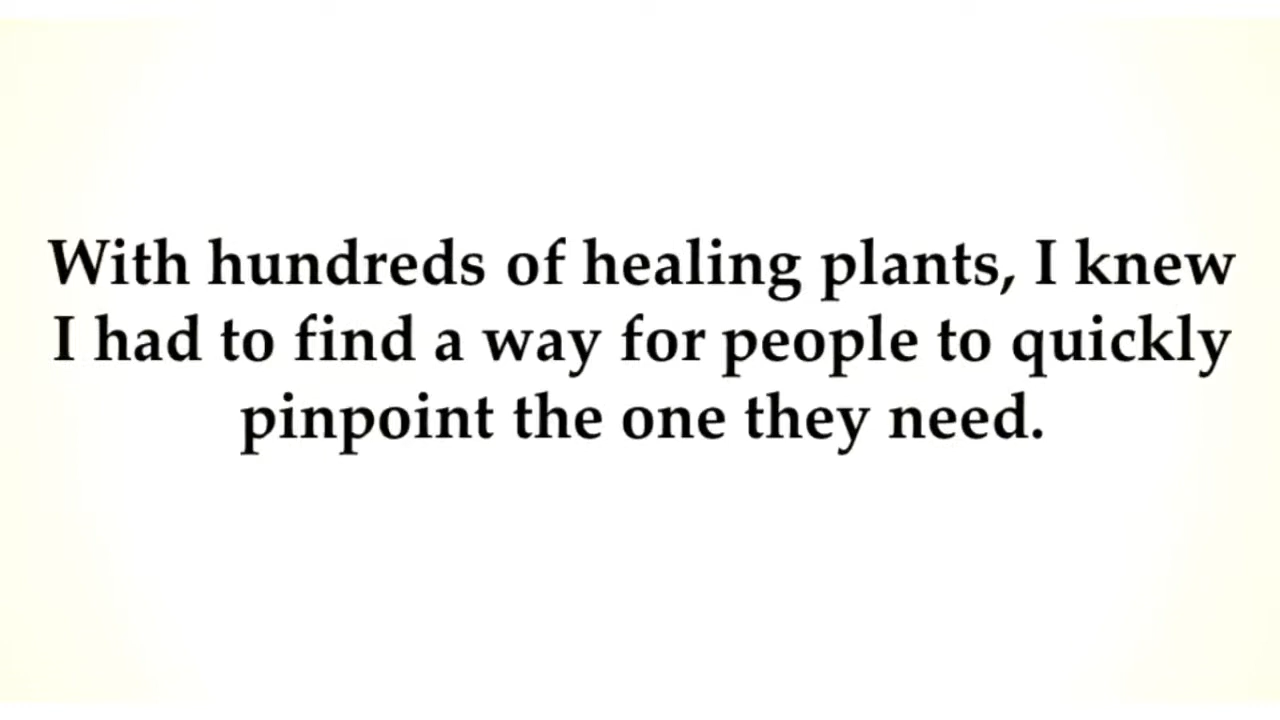 With hundreds of healing plants, I knew
I had to find a way for people to quickly
pinpoint the one they need.